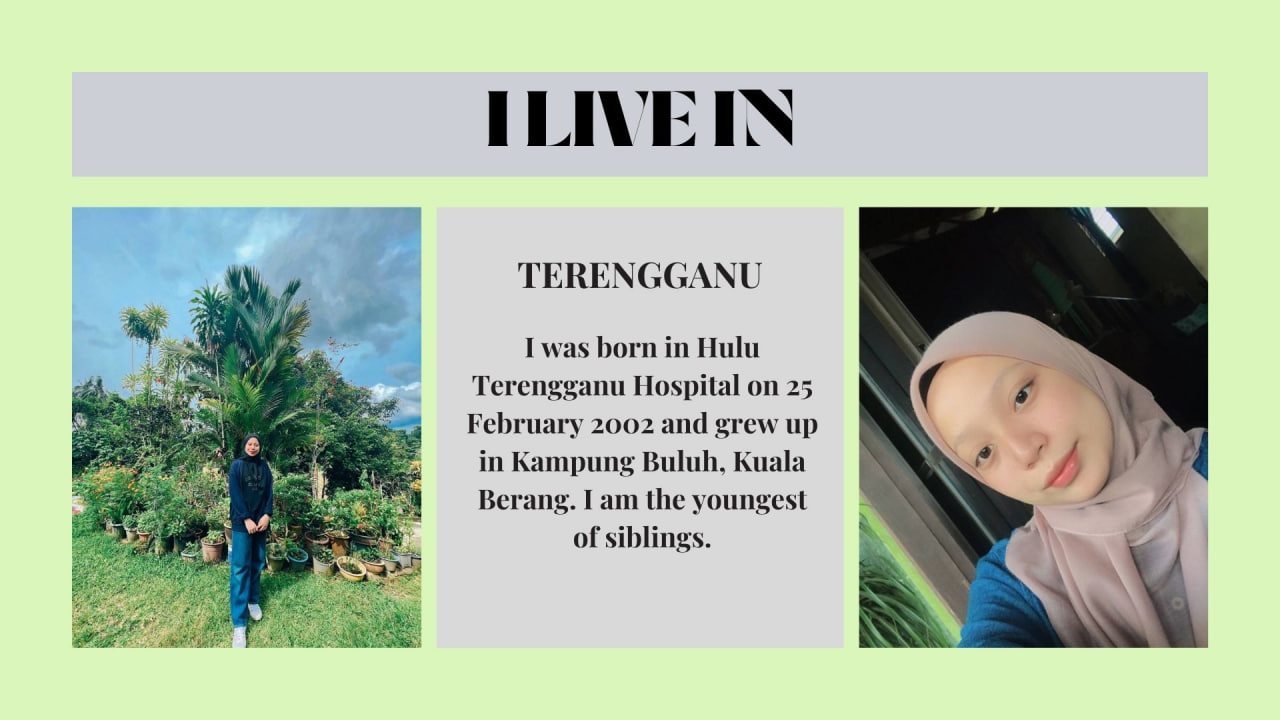 I LIVE IN
TERENGGANU
I was born in Hulu
Terengganu Hospital on 25
February 2002 and grew up
in Kampung Buluh, Kuala
Berang. I am the youngest
of siblings.